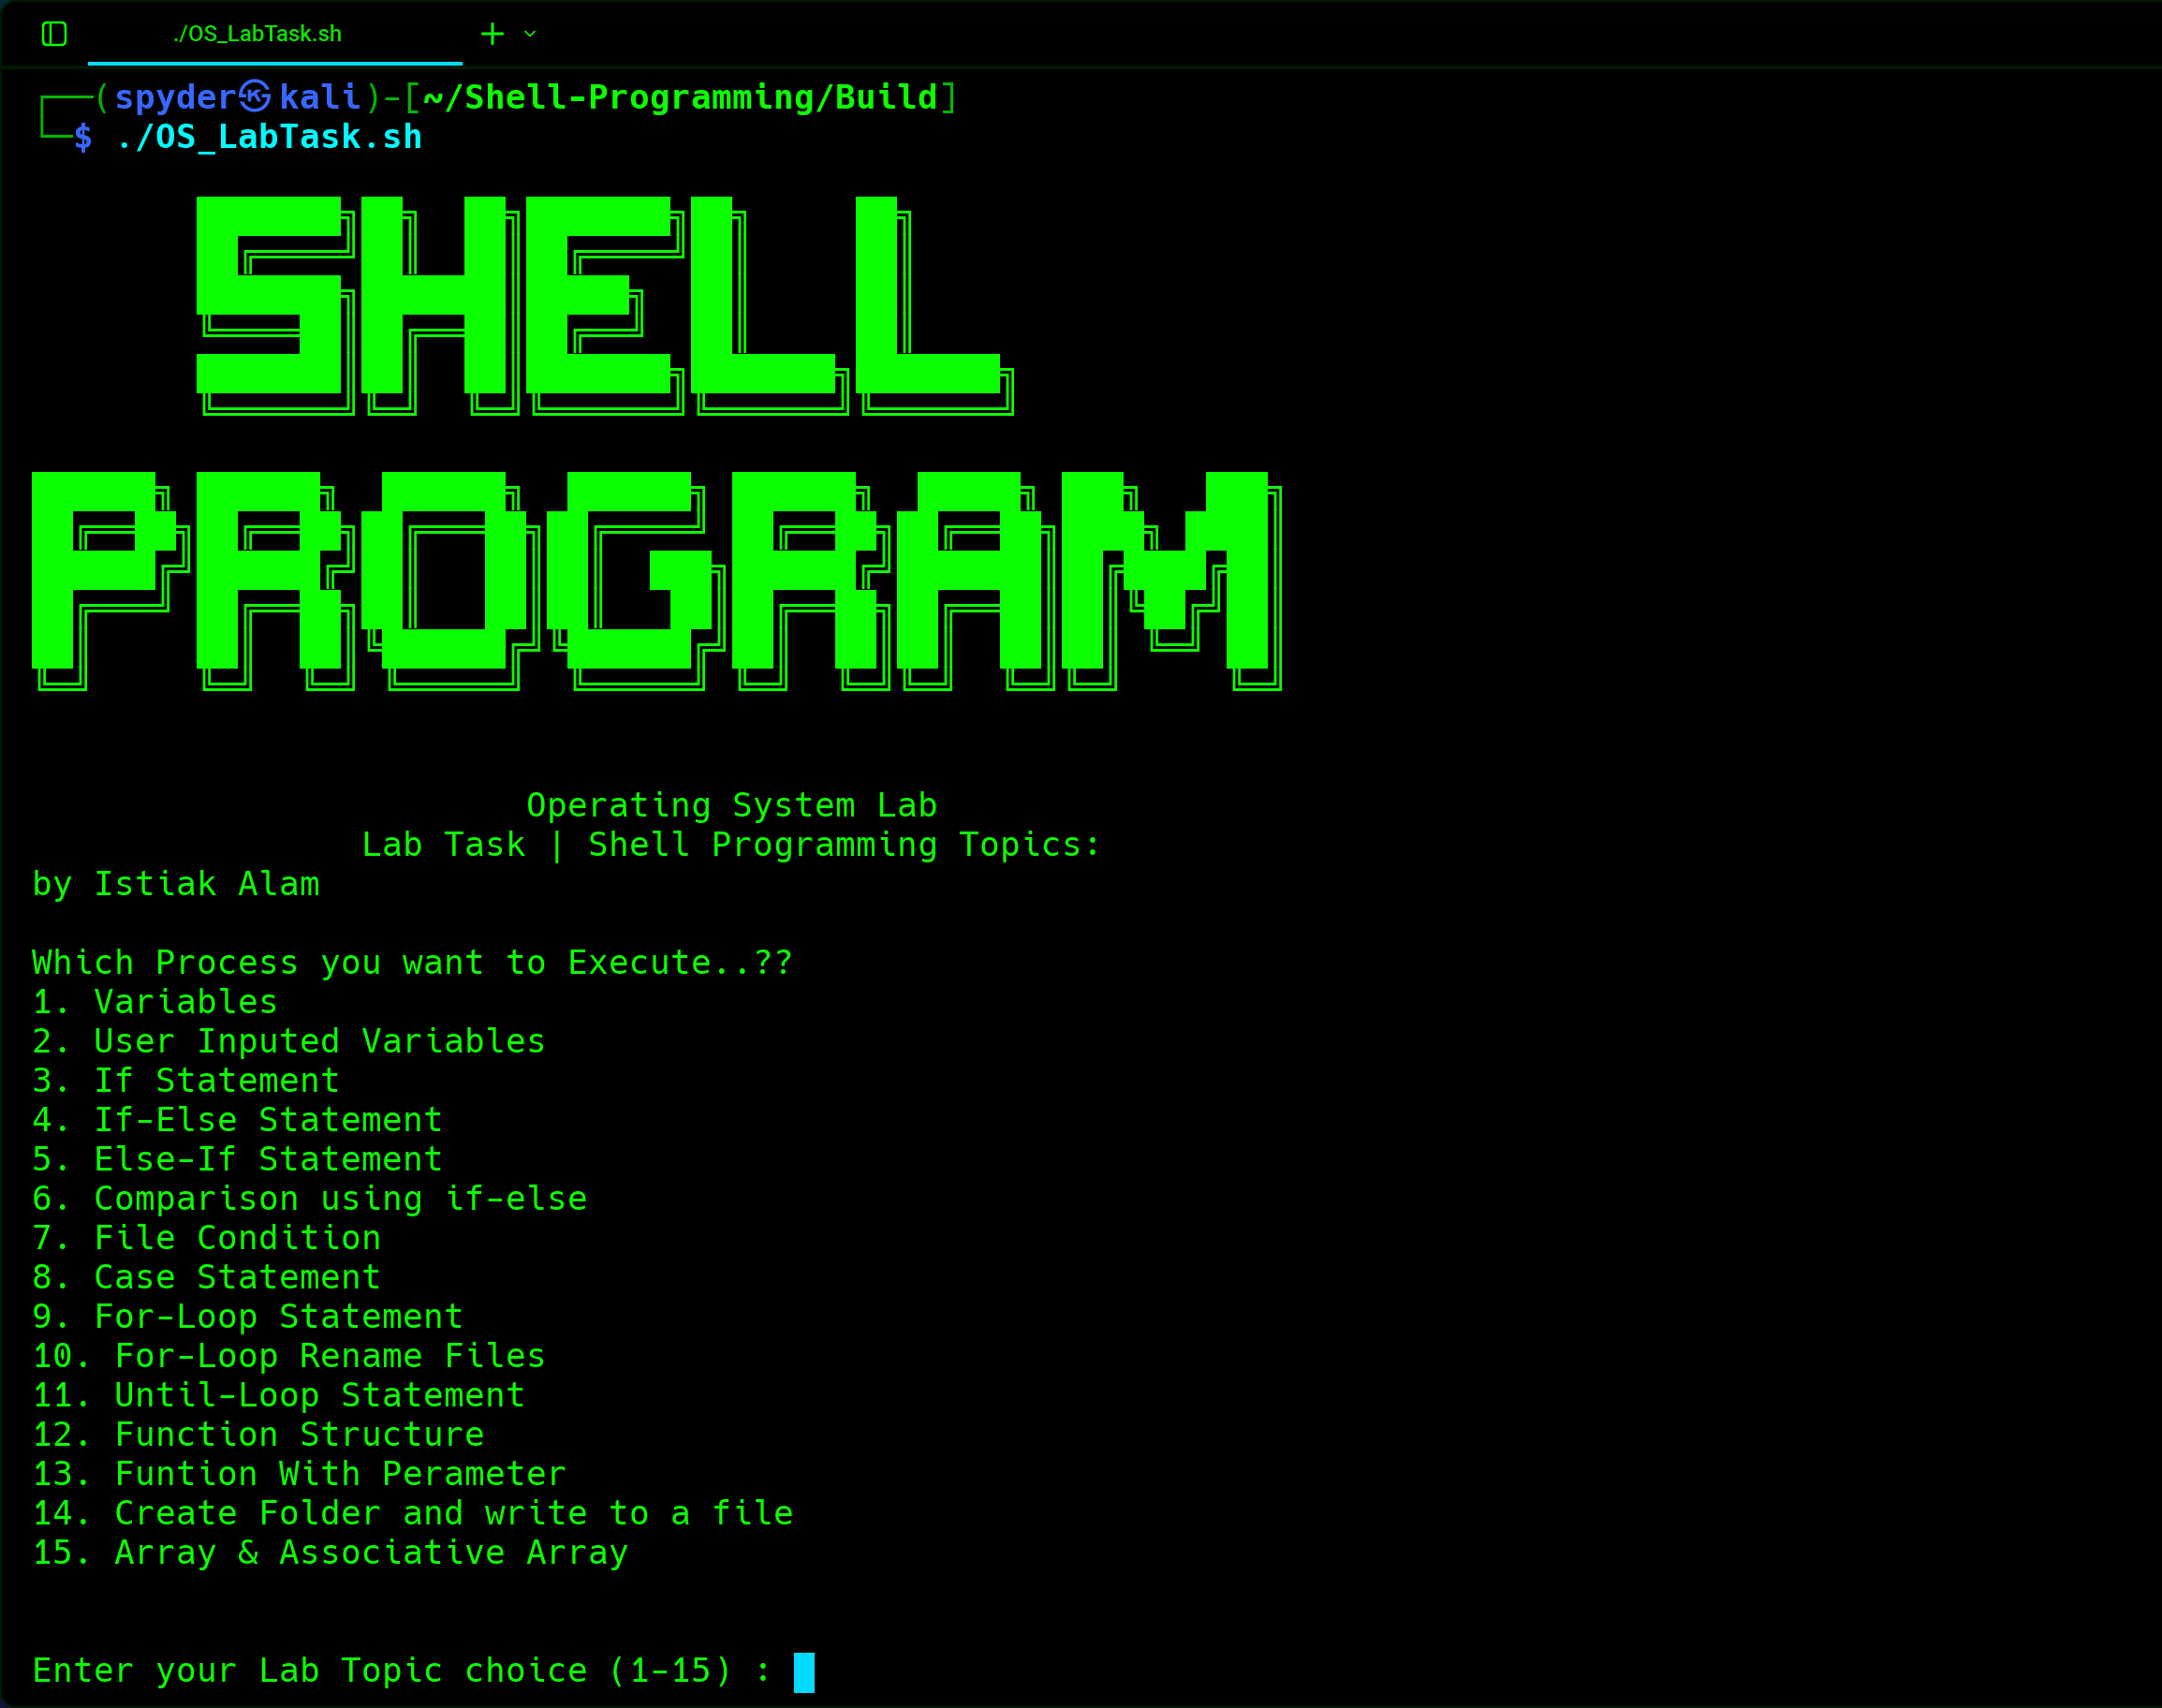 ./OS_LabTask.sh
┌──(spyder㉿kali)-[~/Shell-Programming/Build]
└─$ ./OS_LabTask.sh
SHELL
PROGRAM
Operating System Lab
Lab Task | Shell Programming Topics:
by Istiak Alam
Which Process you want to Execute..??
1. Variables
2. User Inputed Variables
3. If Statement
4. If-Else Statement
5. Else-If Statement
6. Comparison using if-else
7. File Condition
8. Case Statement
9. For-Loop Statement
10. For-Loop Rename Files
11. Until-Loop Statement
12. Function Structure
13. Funtion With Perameter
14. Create Folder and write to a file
15. Array & Associative Array
Enter your Lab Topic choice (1-15) :